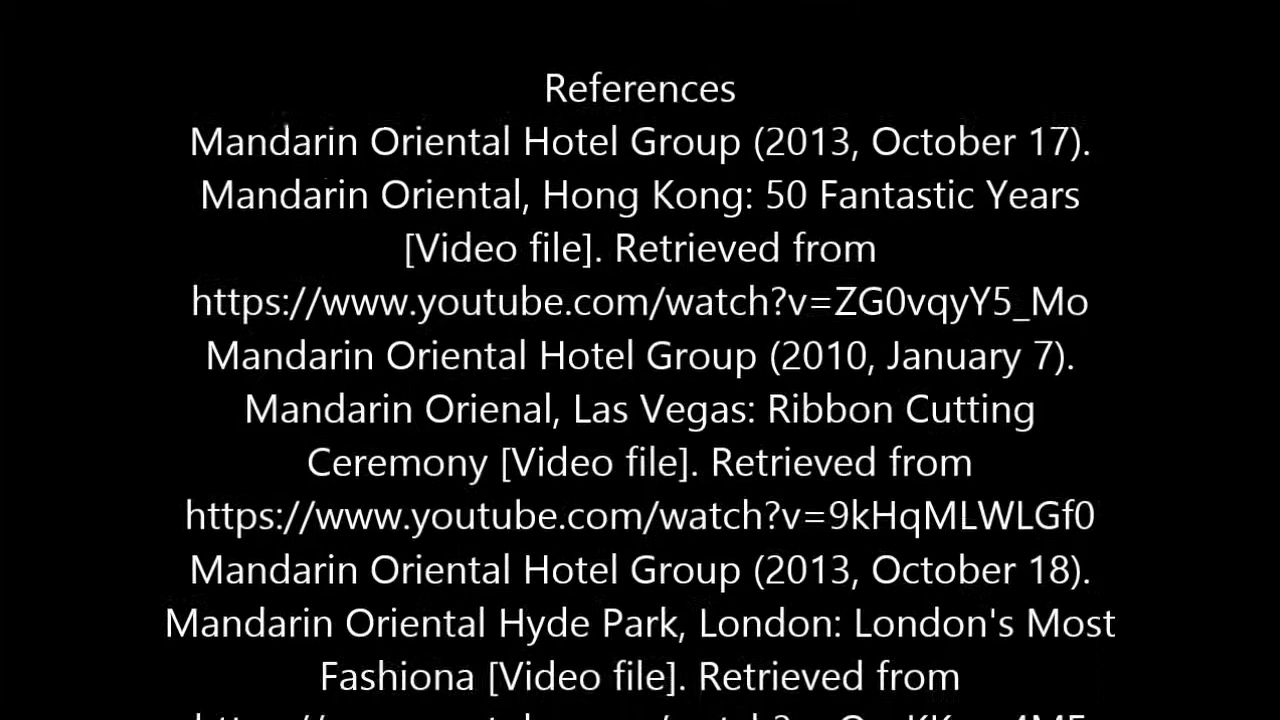 References
Mandarin Oriental Hotel Group (2013, October 17).
Mandarin Oriental, Hong Kong: 50 Fantastic Years
[Video file]. Retrieved from
https://www.youtube.com/watch?v=ZG0vqyY5_Mo
Mandarin Oriental Hotel Group (2010, January 7).
Mandarin Orienal, Las Vegas: Ribbon Cutting
Ceremony [Video file]. Retrieved from
https://www.youtube.com/watch?v=9kHqMLWLGf0
Mandarin Oriental Hotel Group (2013, October 18).
Mandarin Oriental Hyde Park, London: London's Most
Fashiona [Video file]. Retrieved from